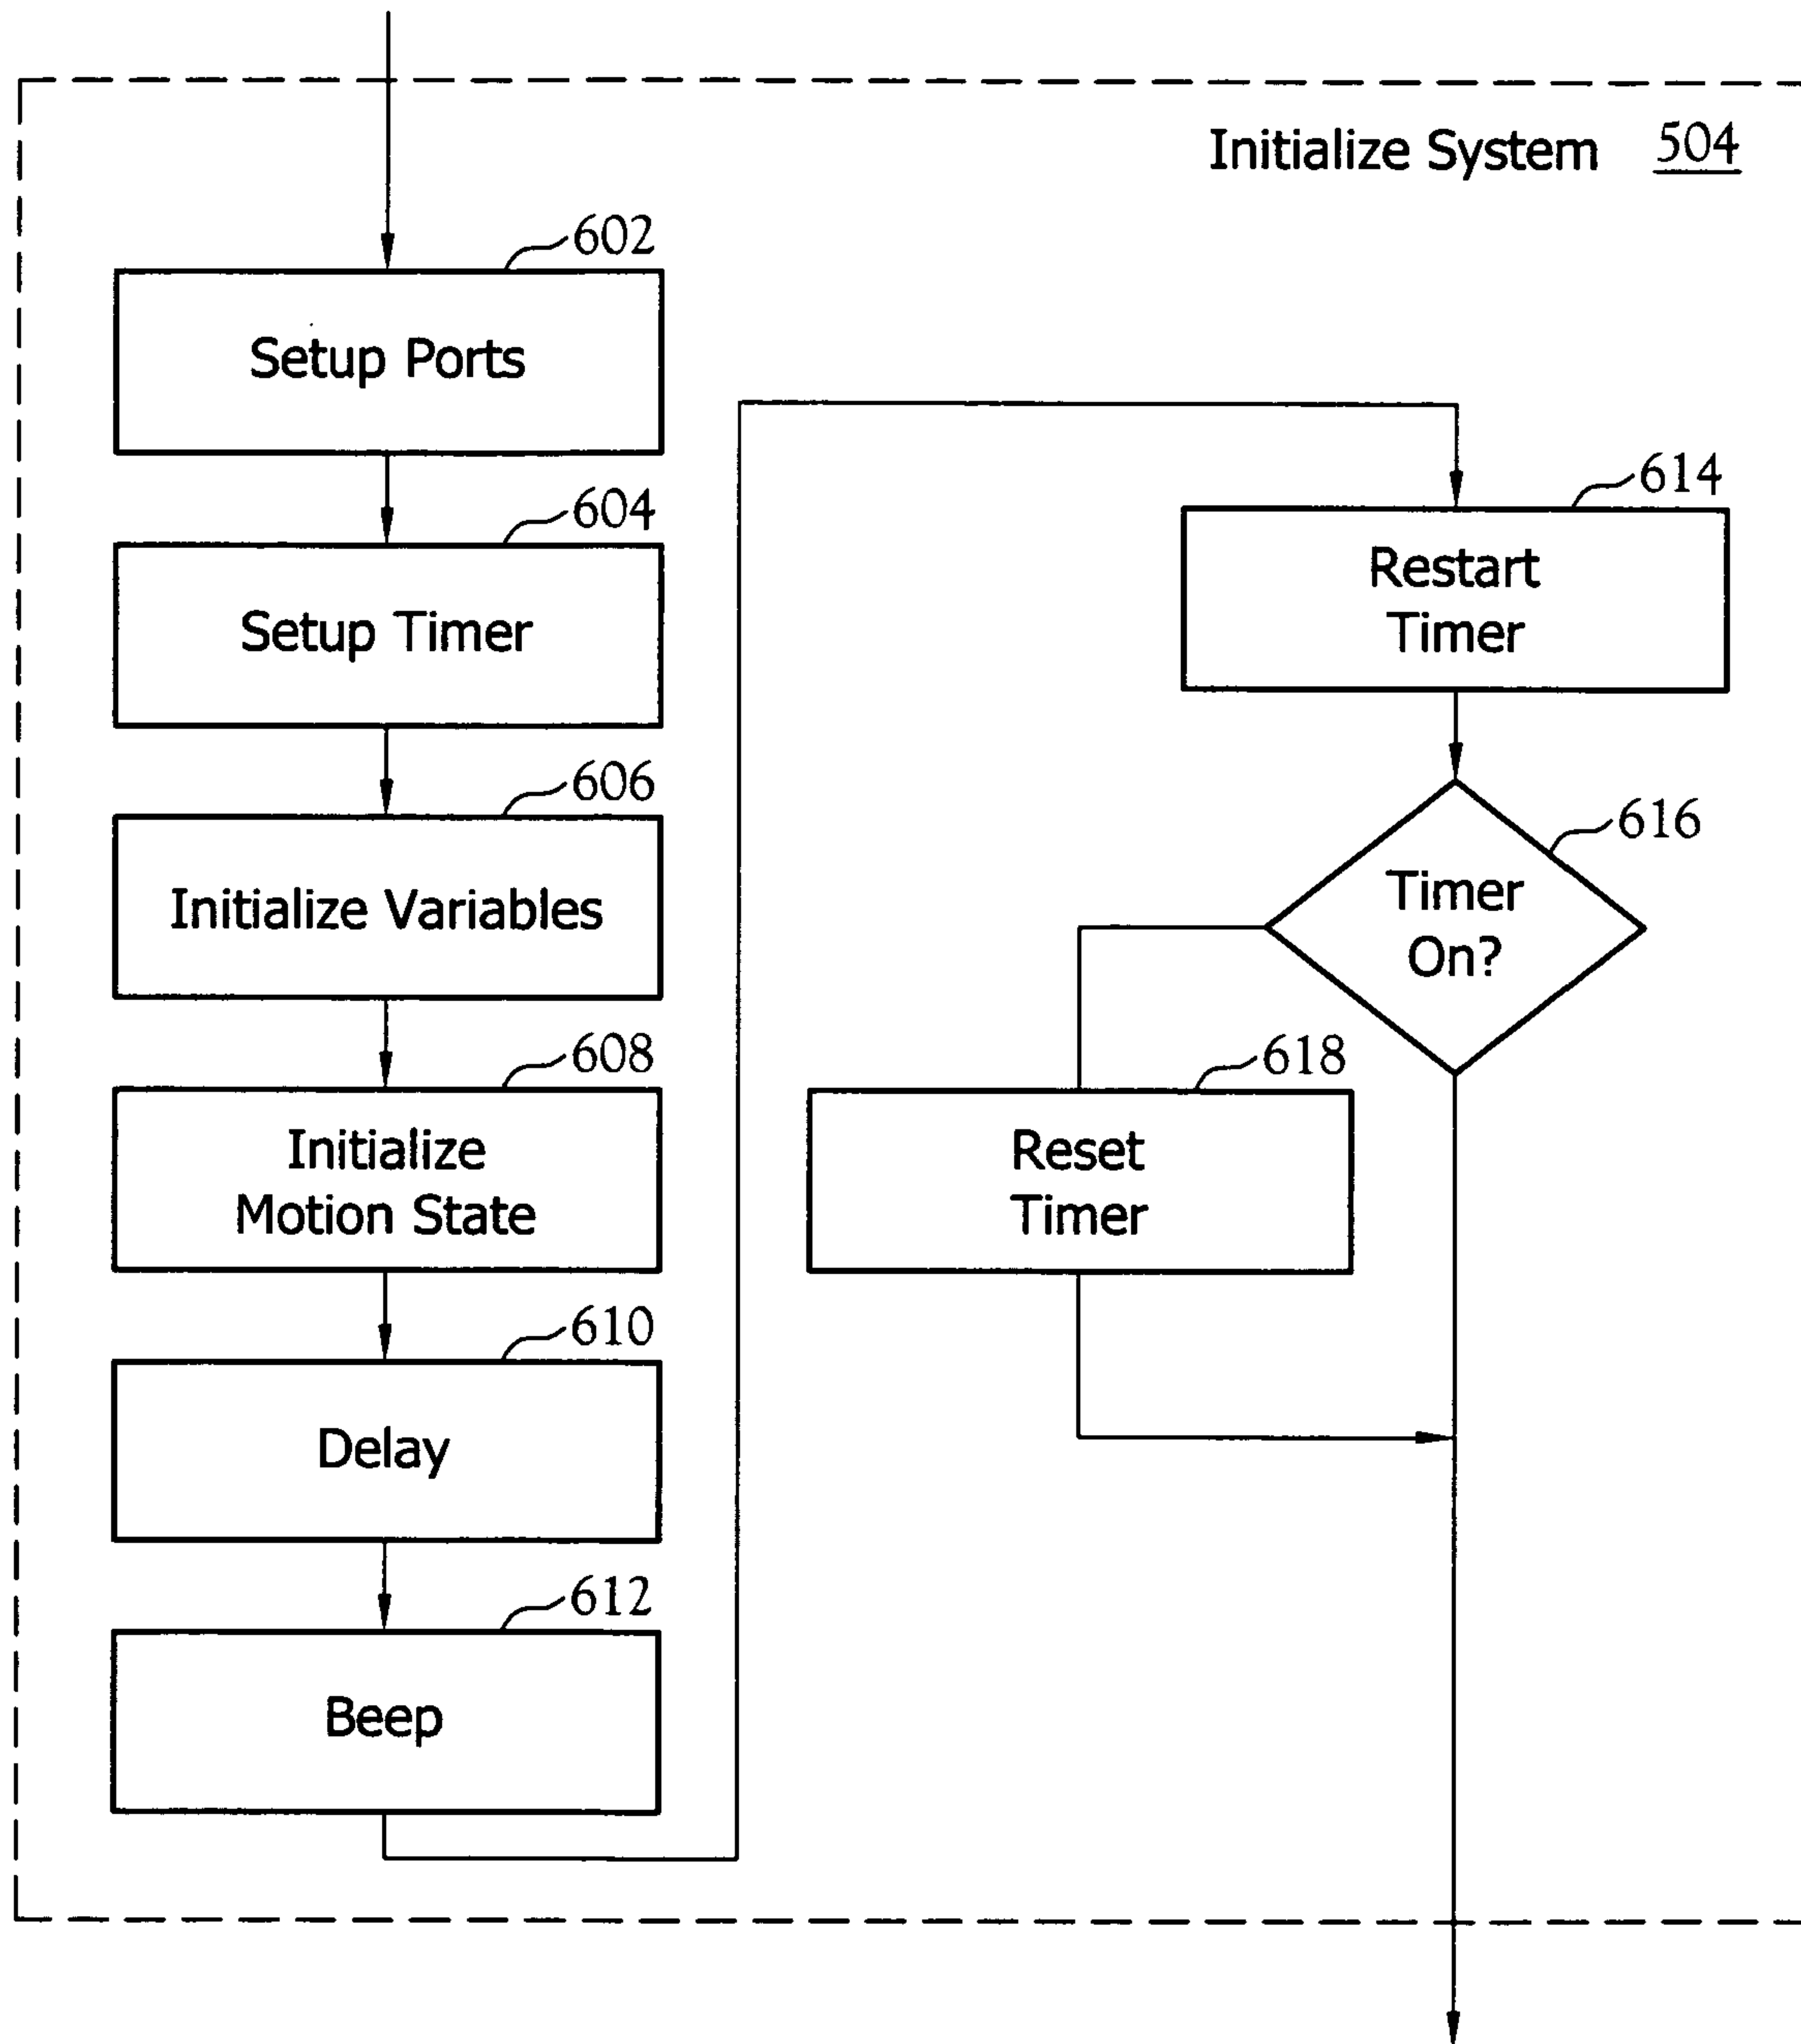 Initialize System 504
602
Setup Ports
604
Setup Timer
606
Initialize Variables
608
Initialize
Motion State
610
Delay
612
Beep
614
Restart
Timer
616
Timer
On?
618
Reset
Timer